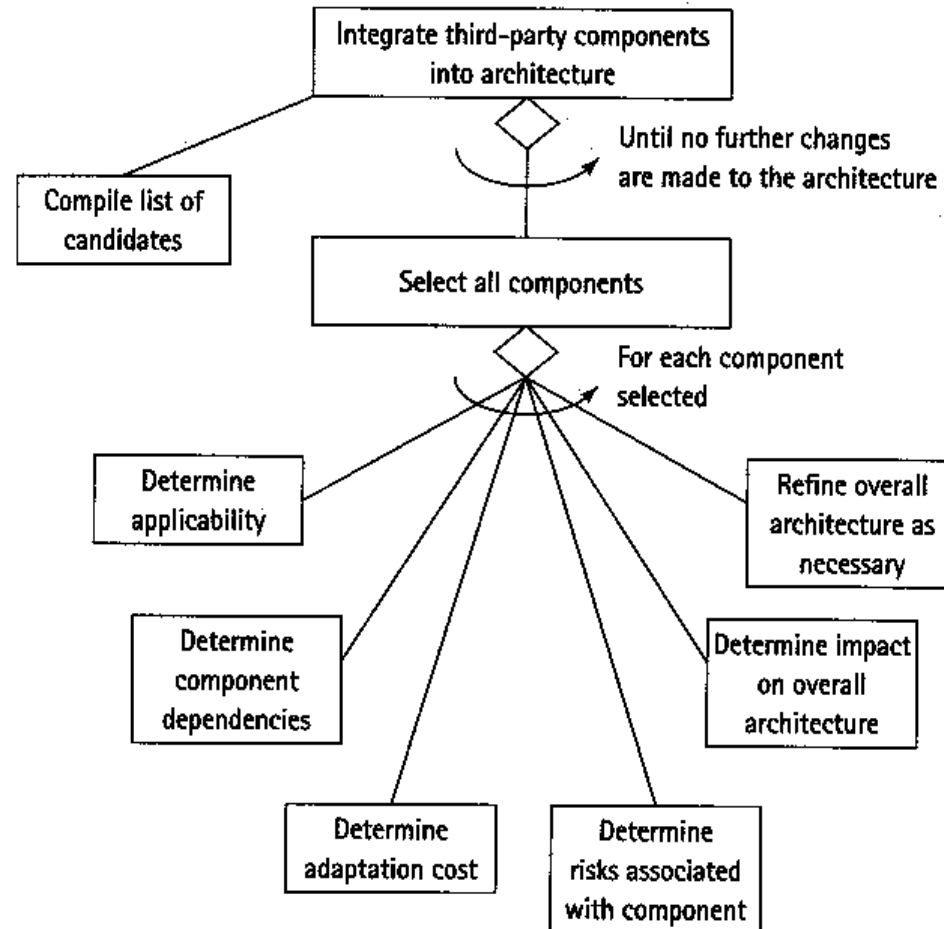 Integrate third-party components
into architecture
Until no further changes
are made to the architecture
Compile list of
candidates
Select all components
For each component
selected
Determine
applicability
Refine overall
architecture as
necessary
Determine
component
dependencies
Determine impact
on overall
architecture
Determine
adaptation cost
Determine
risks associated
with component